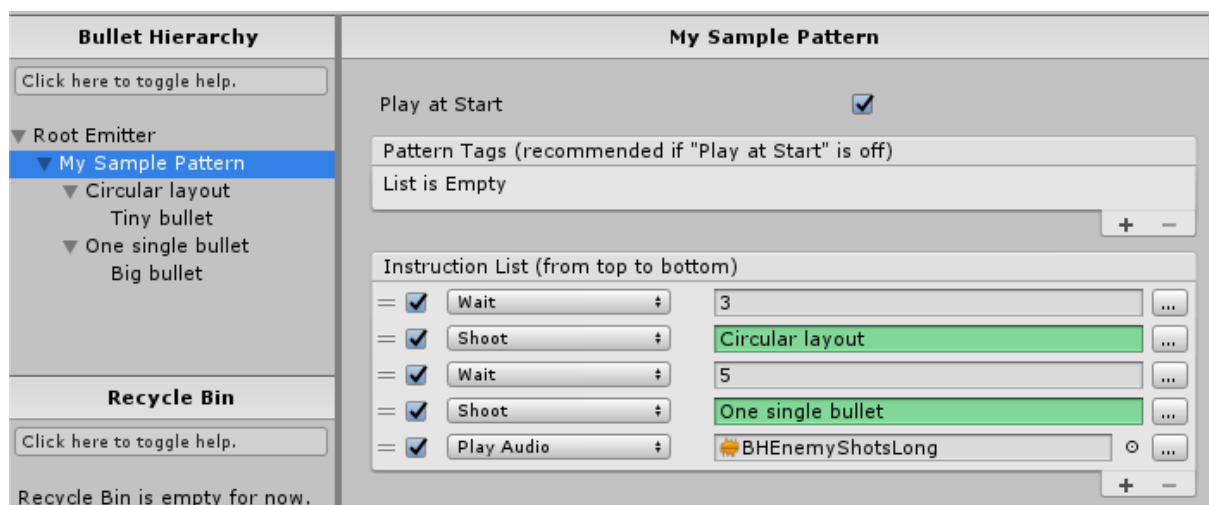 Bullet Hierarchy
Click here to toggle help.
Root Emitter
My Sample Pattern
Circular layout
Tiny bullet
One single bullet
Big bullet
Recycle Bin
Click here to toggle help.
Recycle Bin is empty for now.
My Sample Pattern
Play at Start
Pattern Tags (recommended if "Play at Start" is off)
List is Empty
+ −
Instruction List (from top to bottom)
Wait 3 ...
Shoot Circular layout ...
Wait 5 ...
Shoot One single bullet ...
Play Audio BHEnemyShotsLong ...
+ −